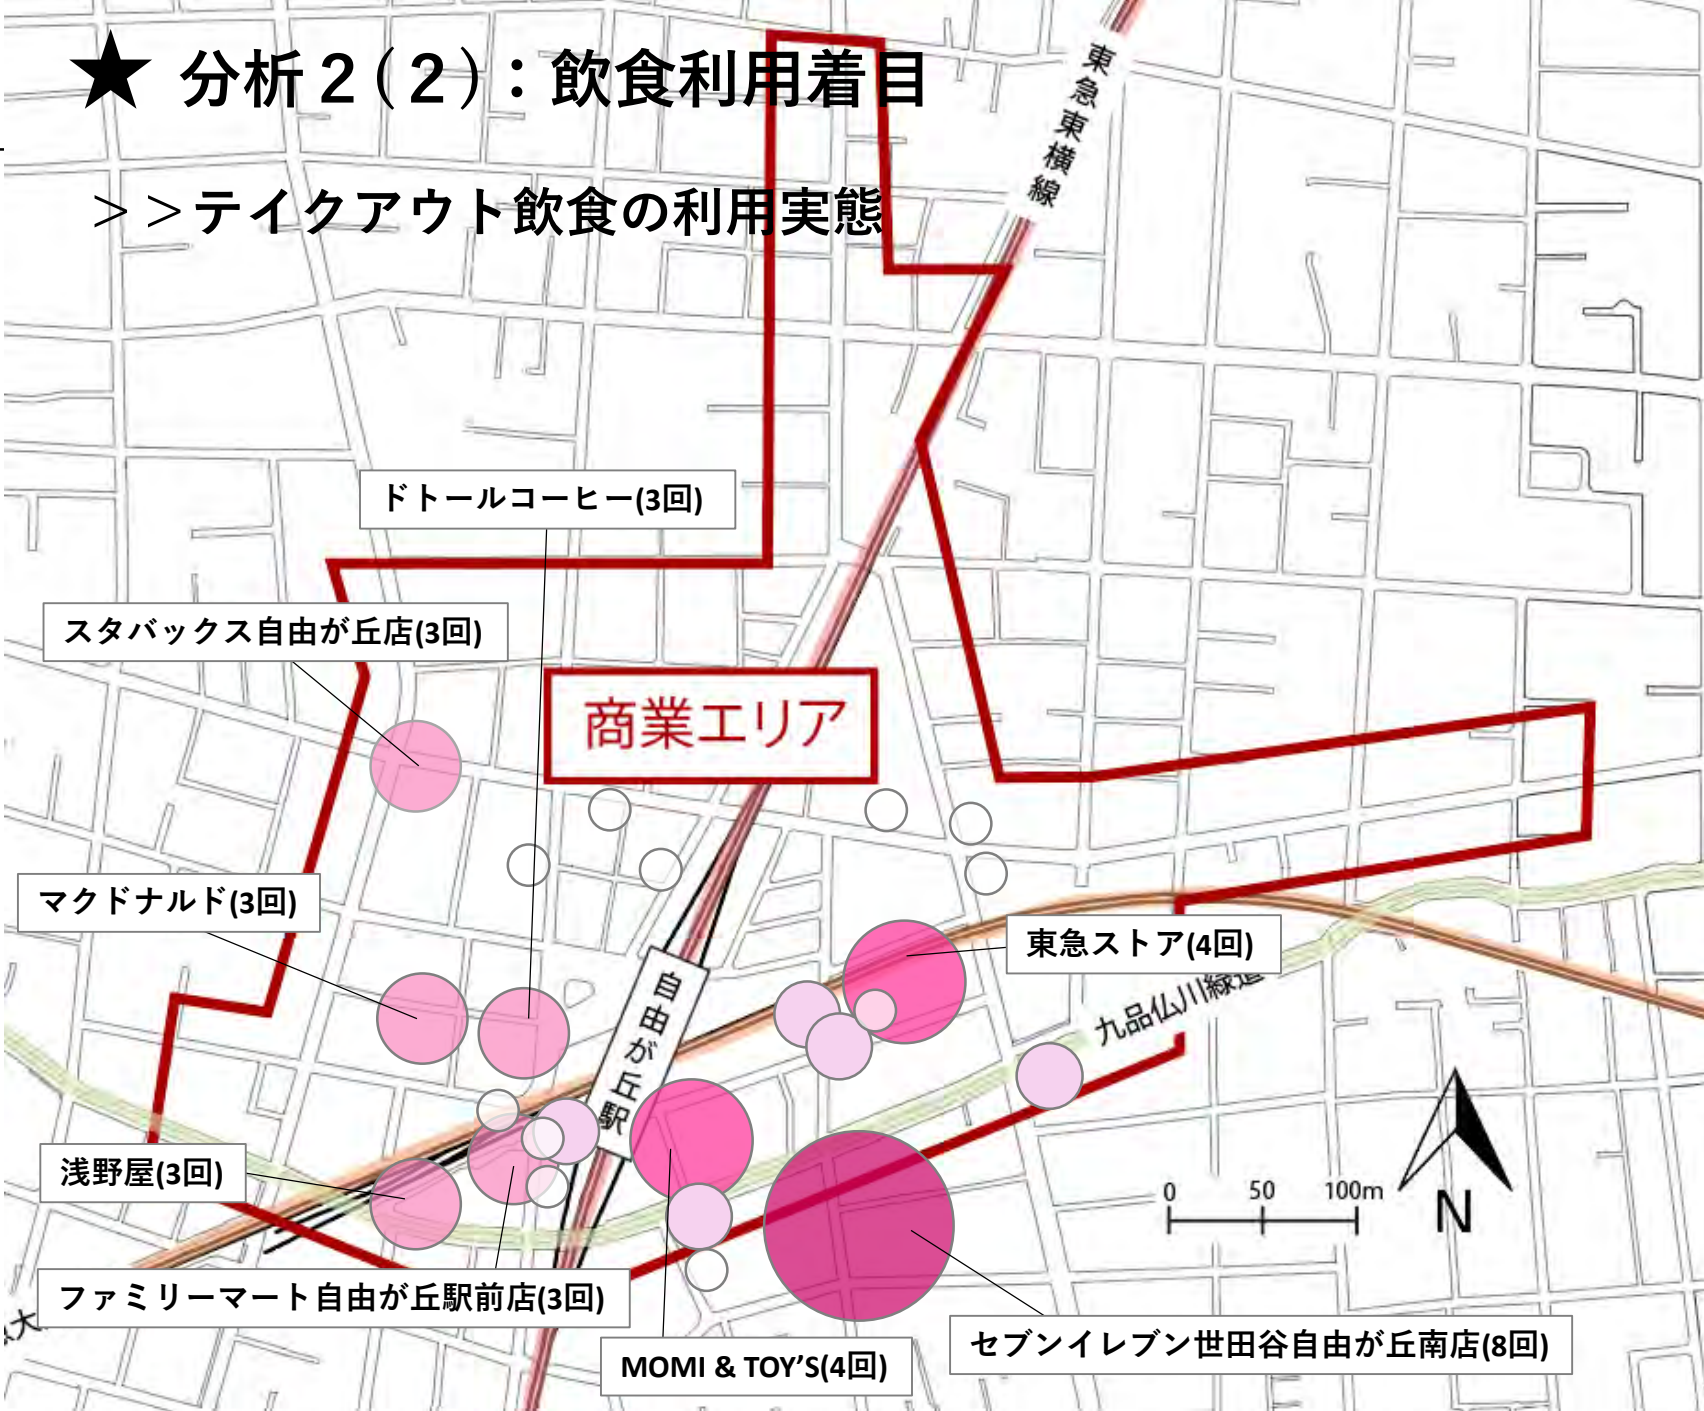 ★ 分析２(２)：飲食利用着目
>>テイクアウト飲食の利用実態
東急東横線
ドトールコーヒー(3回)
スタバックス自由が丘店(3回)
商業エリア
マクドナルド(3回)
東急ストア(4回)
自由が丘駅
九品仏川緑道
浅野屋(3回)
0 50 100m
N
ファミリーマート自由が丘駅前店(3回)
セブンイレブン世田谷自由が丘南店(8回)
MOMI & TOY'S(4回)
大